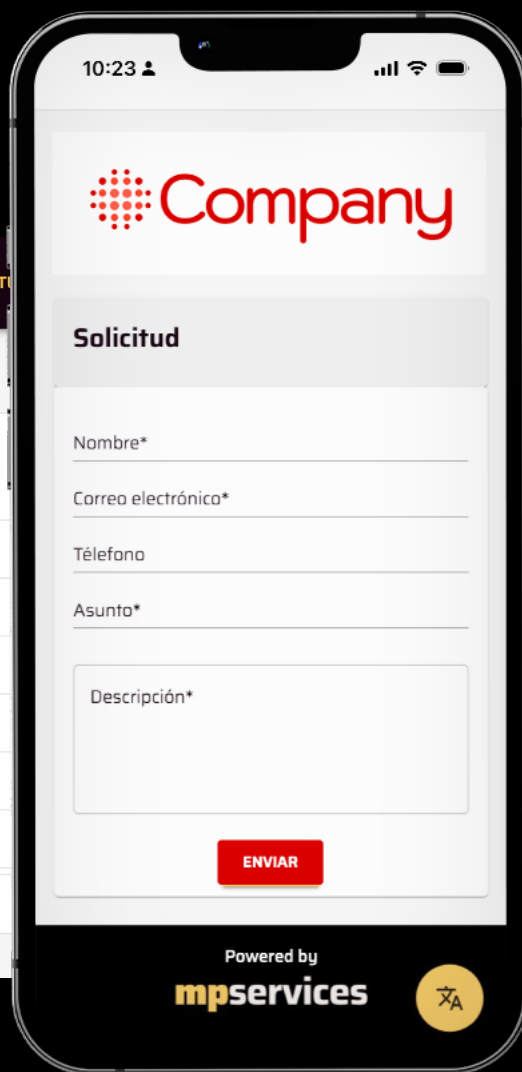 10:23
Company
Solicitud
Nombre*
Correo electrónico*
Télefono
Asunto*
Descripción*
ENVIAR
Powered by
mpservices